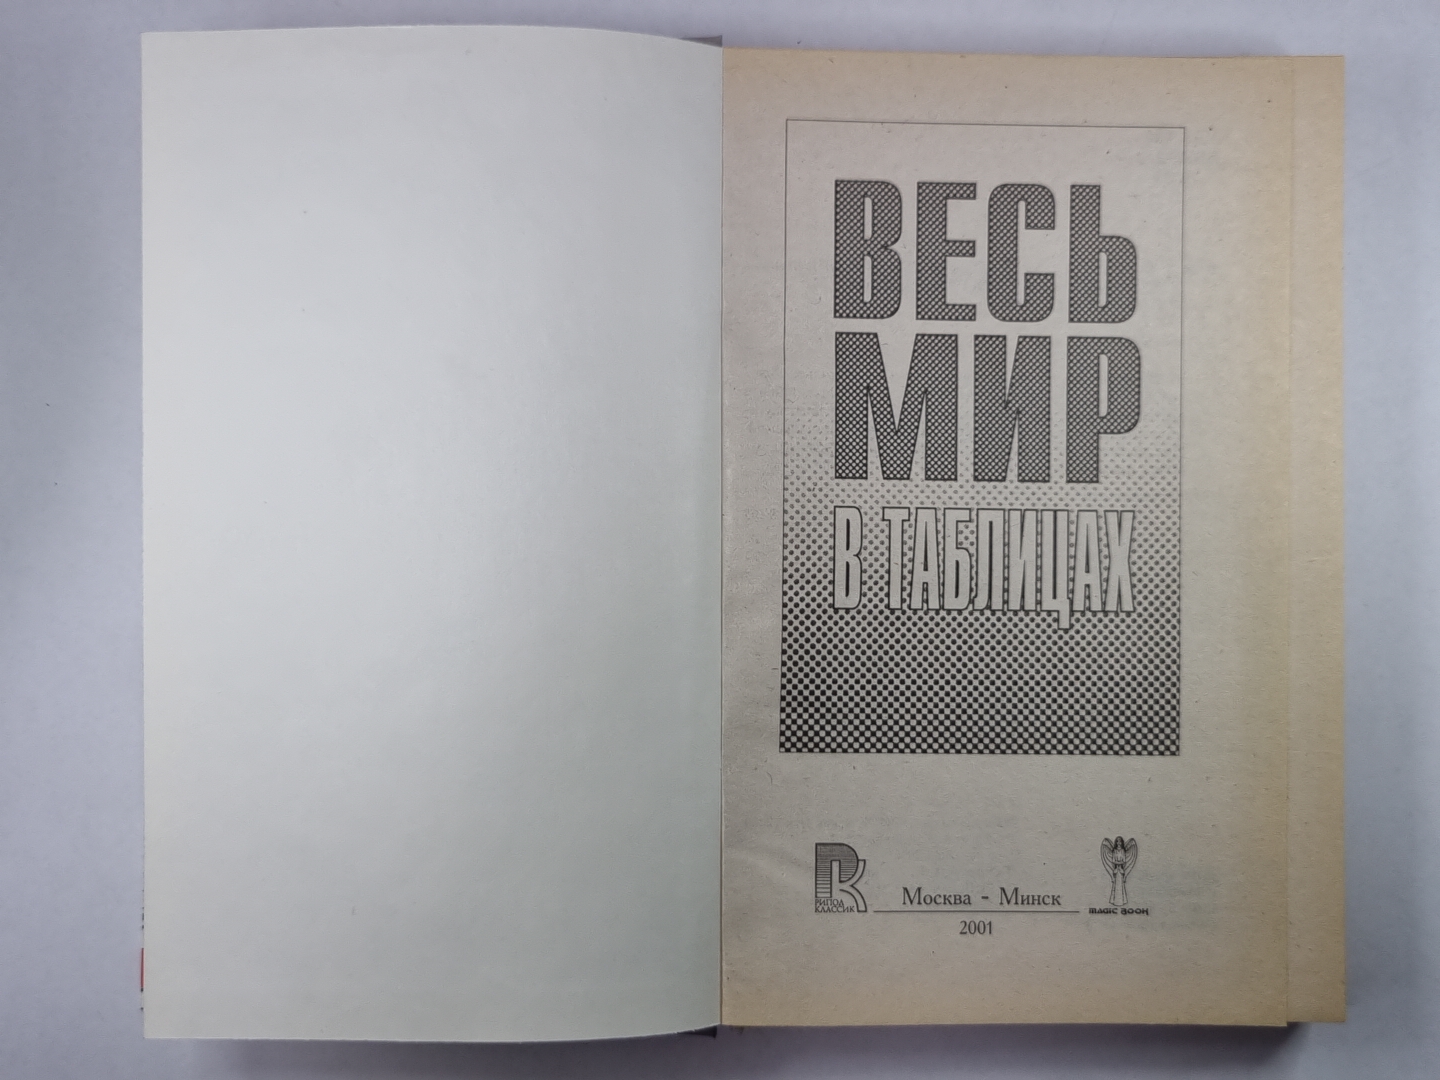 ВЕСЬ
МИР
В ТАБЛИЦАХ
РИПОЛ
КЛАССИК
Москва - Минск
2001
MAGIC BOOK